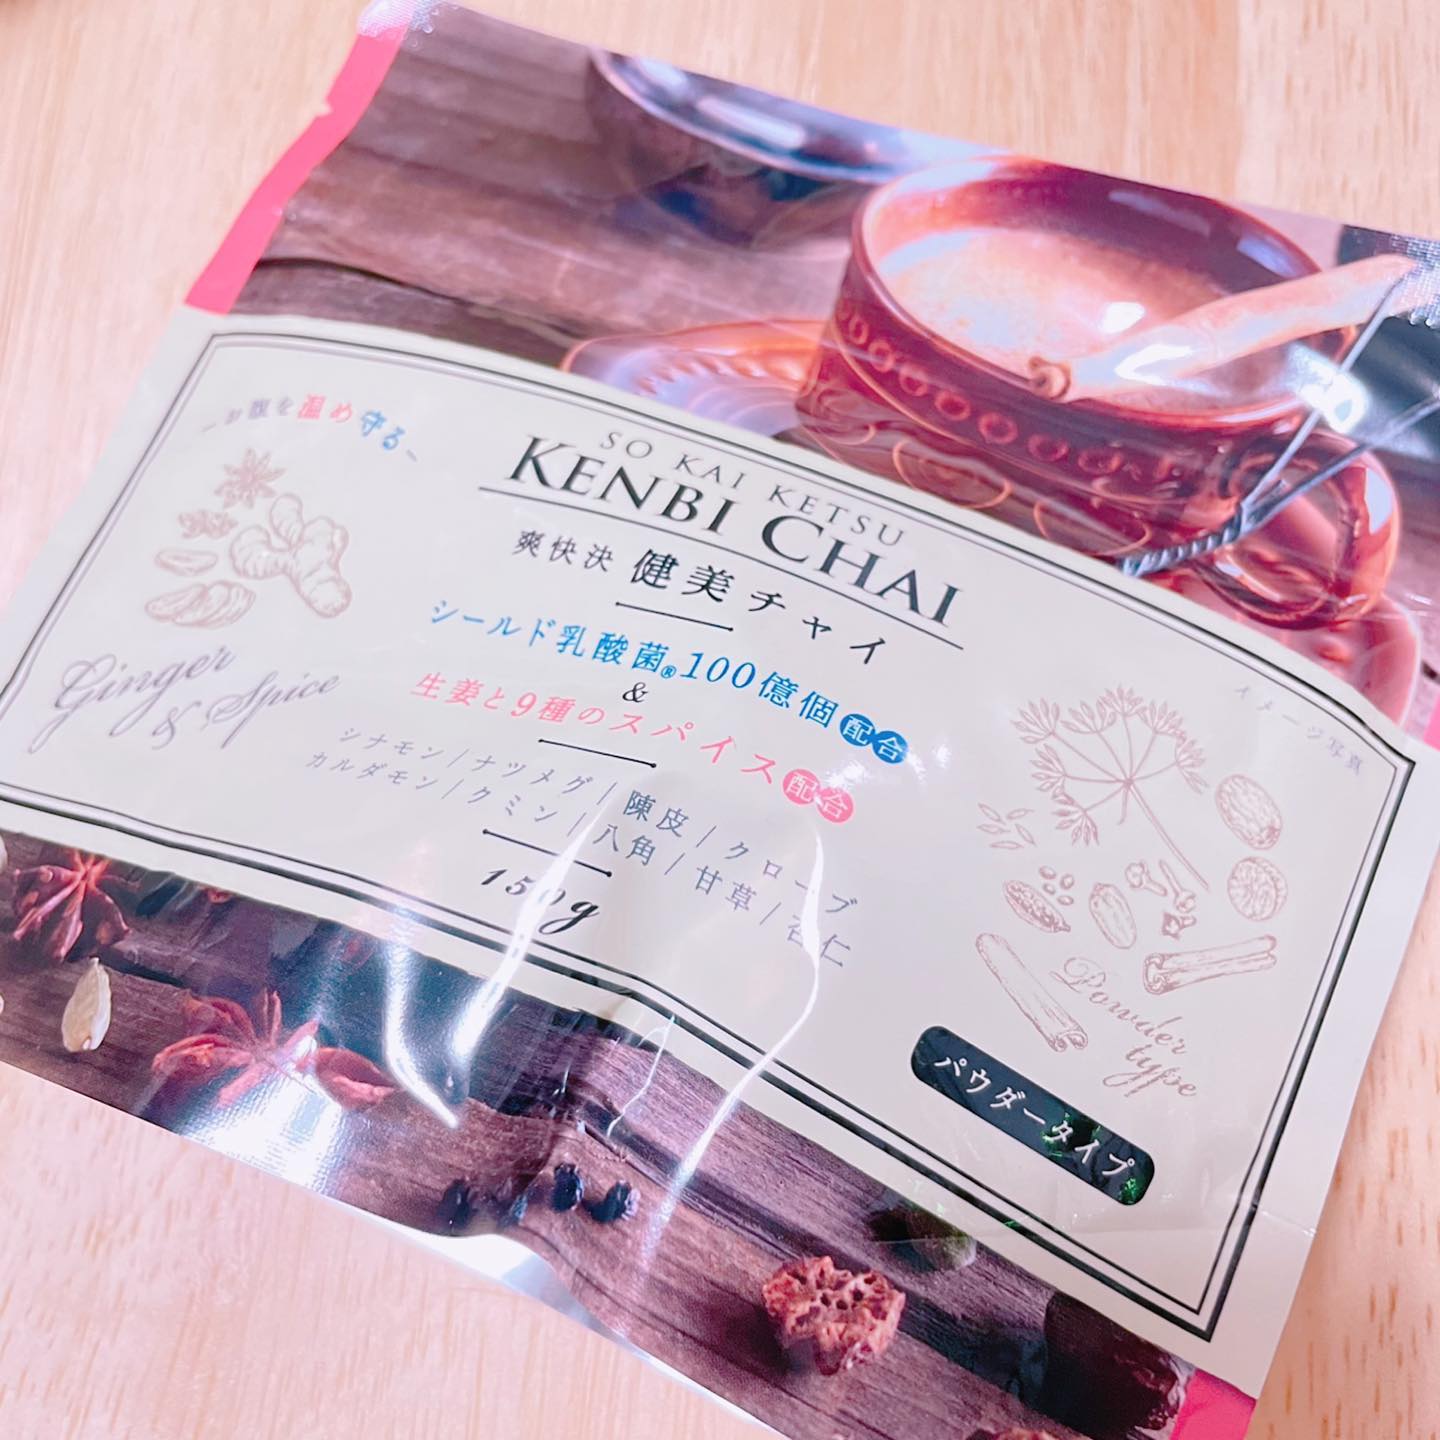 ―お腹を温め守る―
SO KAI KETSU
KENBI CHAI
爽快決 健美チャイ
シールド乳酸菌® 100億個 配合
&
生姜と9種のスパイス 配合
シナモン/ナツメグ/陳皮/クローブ
カルダモン/クミン/八角/甘草/杏仁
150g
Ginger
& Spice
イメージ写真
Powder
type
パウダータイプ